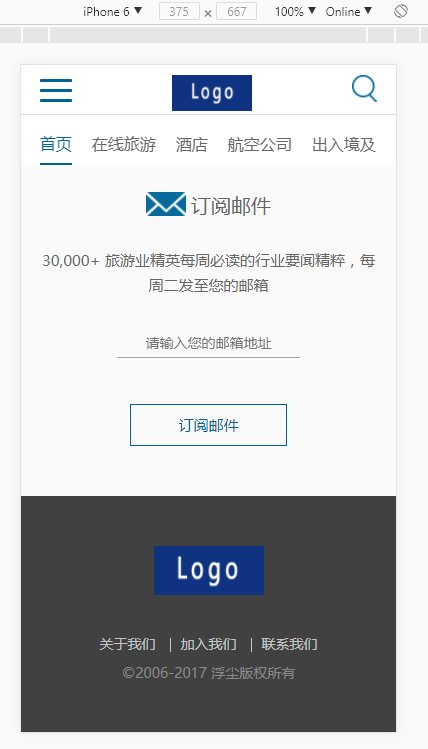 iPhone 6 ▼ 375 × 667 100% ▼ Online ▼
Logo
首页 在线旅游 酒店 航空公司 出入境及
订阅邮件
30,000+ 旅游业精英每周必读的行业要闻精粹，每
周二发至您的邮箱
请输入您的邮箱地址
订阅邮件
Logo
关于我们 | 加入我们 | 联系我们
©2006-2017 浮尘版权所有